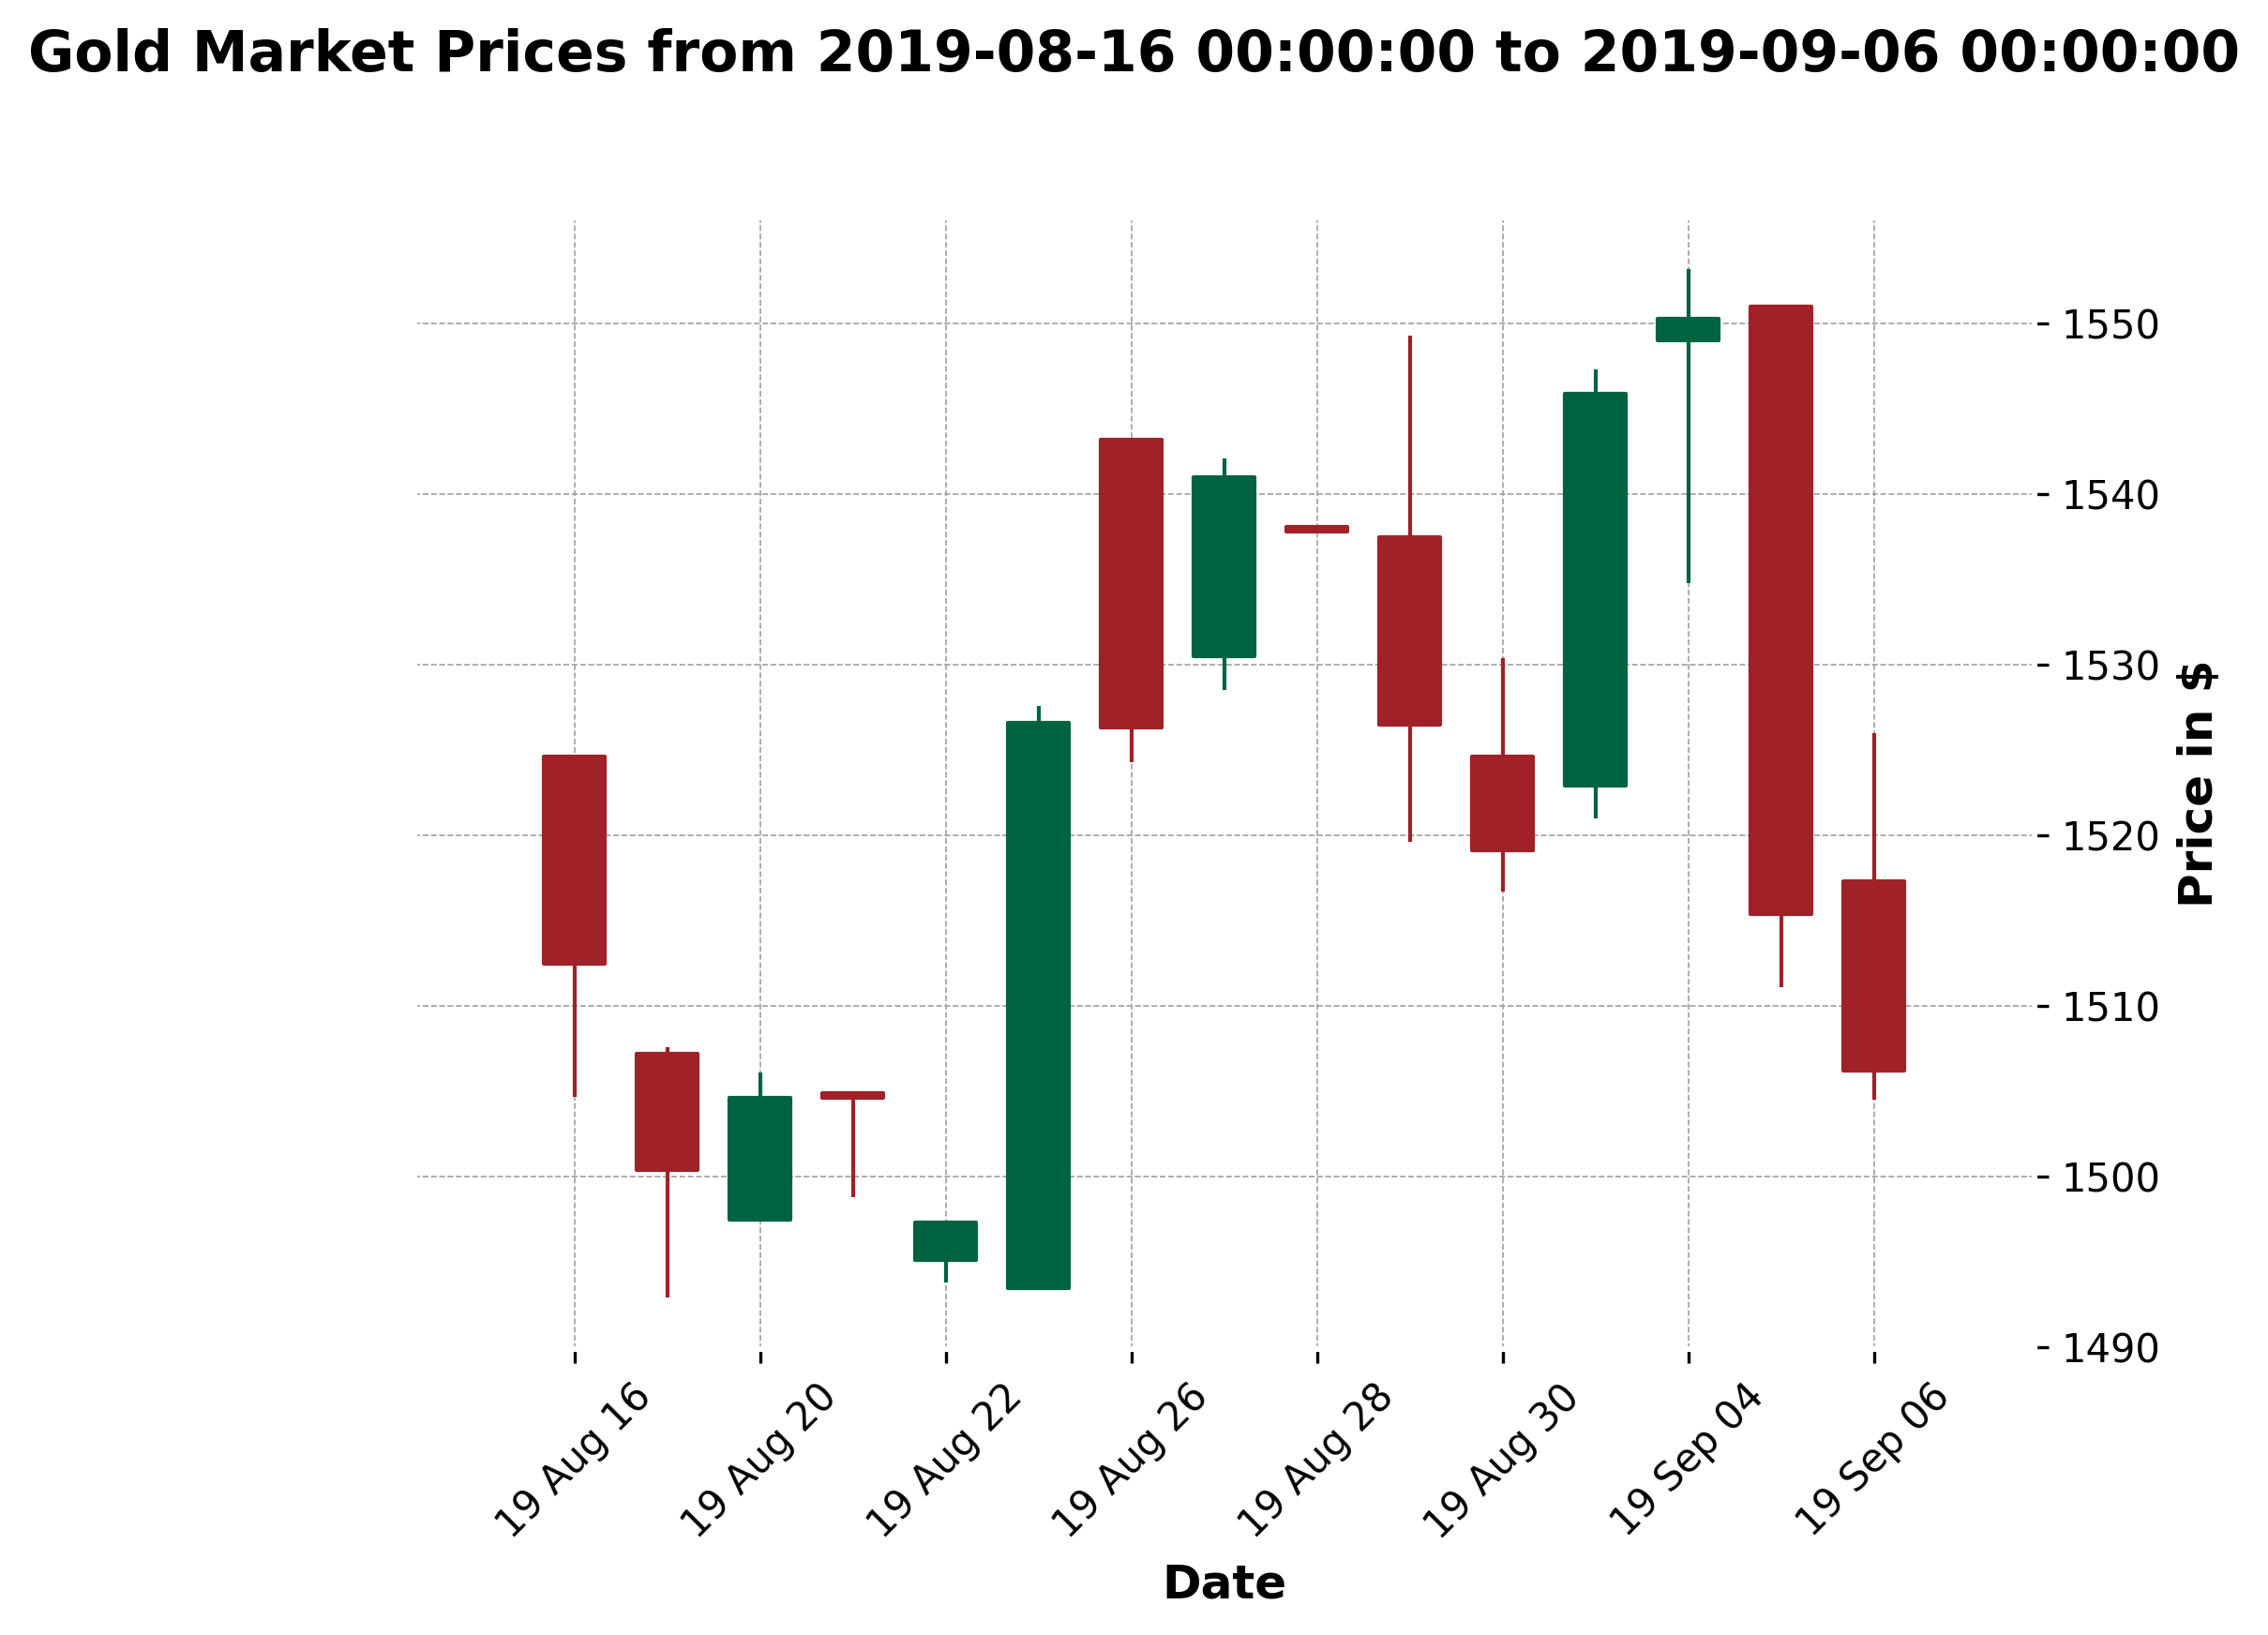 Gold Market Prices from 2019-08-16 00:00:00 to 2019-09-06 00:00:00
1550
1540
1530
1520
1510
1500
1490
Price in $
19 Aug 16
19 Aug 20
19 Aug 22
19 Aug 26
19 Aug 28
19 Aug 30
19 Sep 04
19 Sep 06
Date